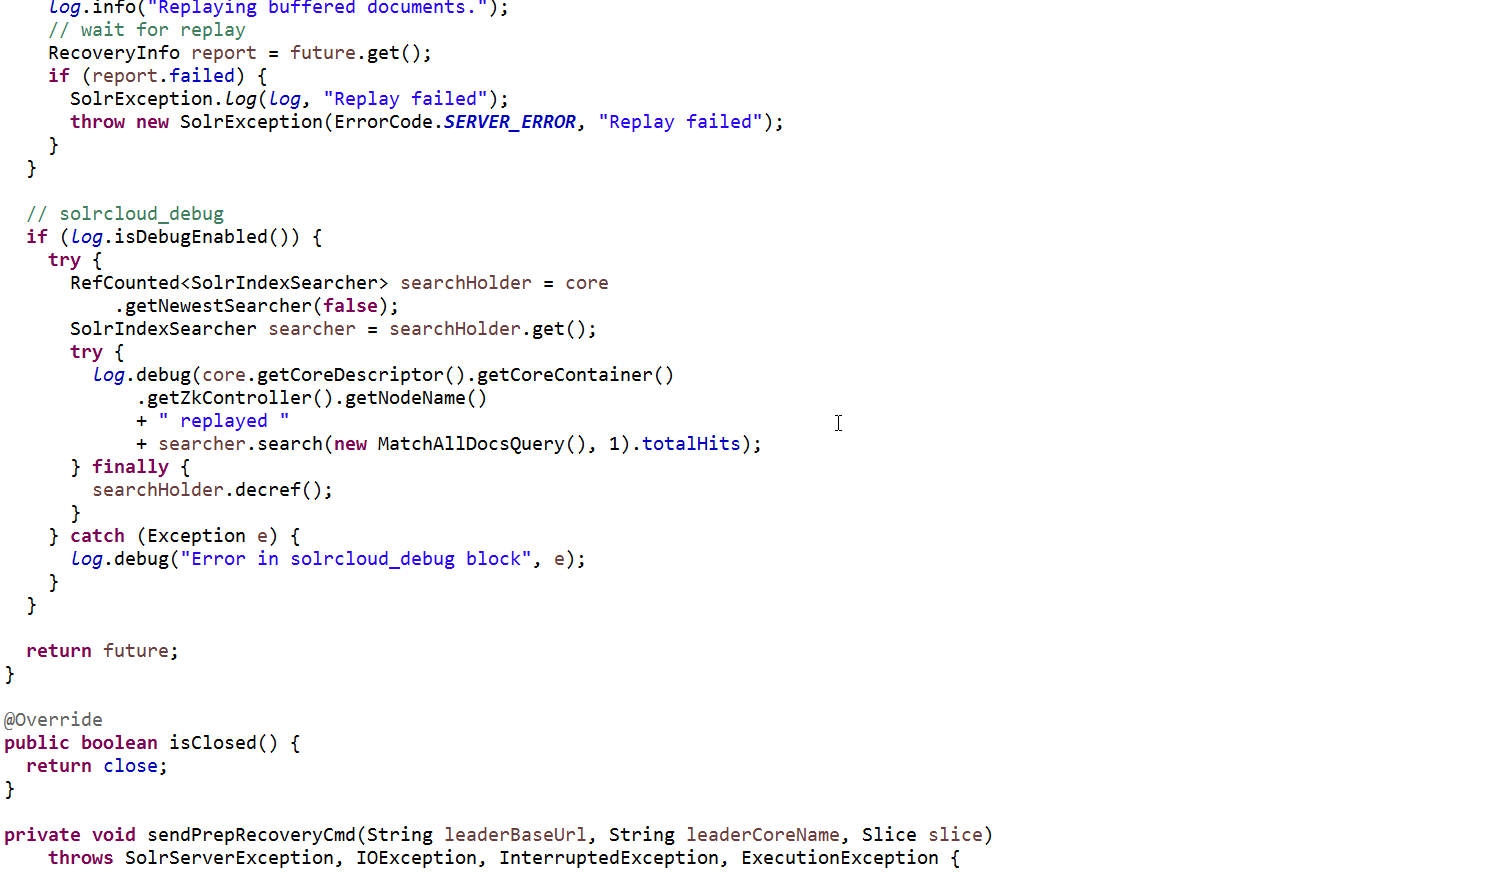 log.info("Replaying buffered documents.");
// wait for replay
RecoveryInfo report = future.get();
if (report.failed) {
SolrException.log(log, "Replay failed");
throw new SolrException(ErrorCode.SERVER_ERROR, "Replay failed");
}
}
// solrcloud_debug
if (log.isDebugEnabled()) {
try {
RefCounted<SolrIndexSearcher> searchHolder = core
.getNewestSearcher(false);
SolrIndexSearcher searcher = searchHolder.get();
try {
log.debug(core.getCoreDescriptor().getCoreContainer()
.getZkController().getNodeName()
+ " replayed "
+ searcher.search(new MatchAllDocsQuery(), 1).totalHits);
} finally {
searchHolder.decref();
}
} catch (Exception e) {
log.debug("Error in solrcloud_debug block", e);
}
}
return future;
}
@Override
public boolean isClosed() {
return close;
}
private void sendPrepRecoveryCmd(String leaderBaseUrl, String leaderCoreName, Slice slice)
throws SolrServerException, IOException, InterruptedException, ExecutionException {